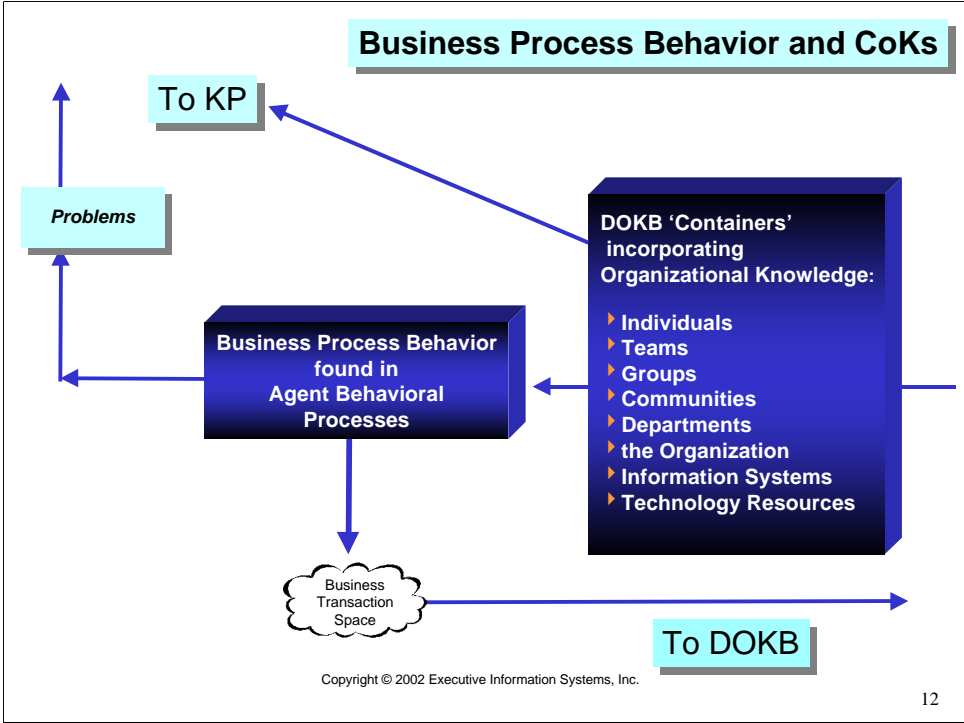 Business Process Behavior and CoKs
To KP
Problems
DOKB ‘Containers’
incorporating
Organizational Knowledge:
Individuals
Teams
Groups
Communities
Departments
the Organization
Information Systems
Technology Resources
Business Process Behavior
found in
Agent Behavioral
Processes
Business
Transaction
Space
To DOKB
Copyright © 2002 Executive Information Systems, Inc.
12